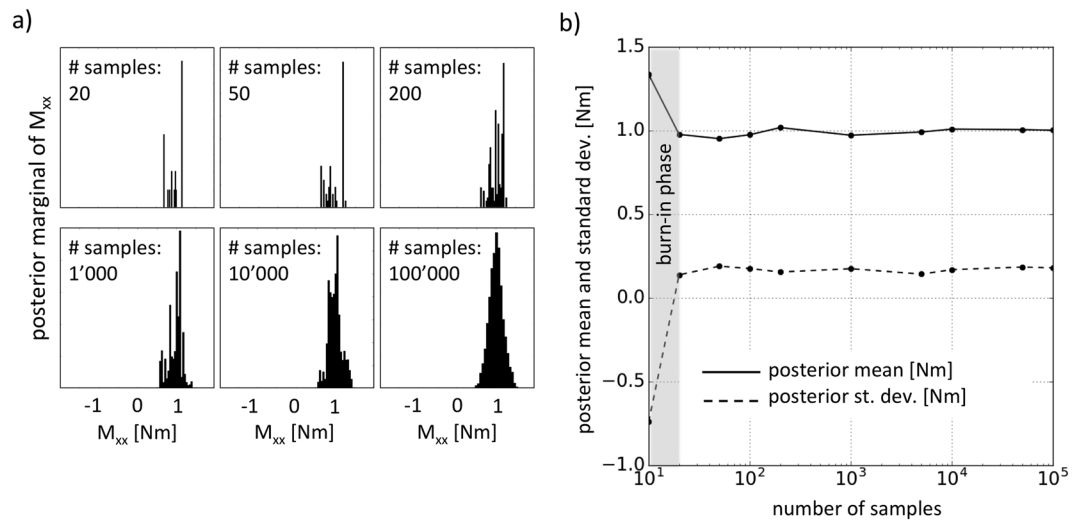 a)
posterior marginal of Mxx
# samples:
20
# samples:
50
# samples:
200
# samples:
1'000
# samples:
10'000
# samples:
100'000
-1 0 1
-1 0 1
-1 0 1
Mxx [Nm]
Mxx [Nm]
Mxx [Nm]
b)
posterior mean and standard dev. [Nm]
1.5
1.0
0.5
0.0
−0.5
−1.0
burn-in phase
posterior mean [Nm]
posterior st. dev. [Nm]
10¹ 10² 10³ 10⁴ 10⁵
number of samples